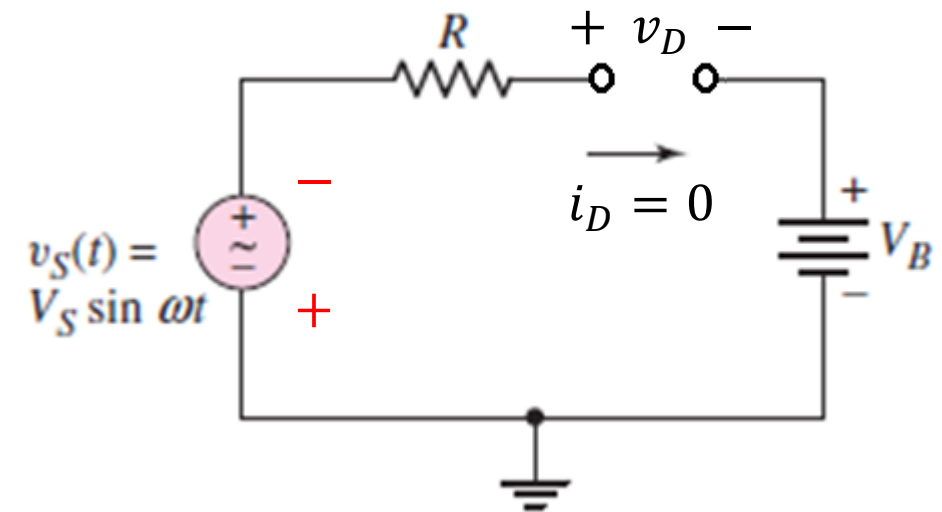 R
+ v_D −
i_D = 0
−
+
~
−
v_S(t) =
V_S sin ωt
+
+
V_B
−